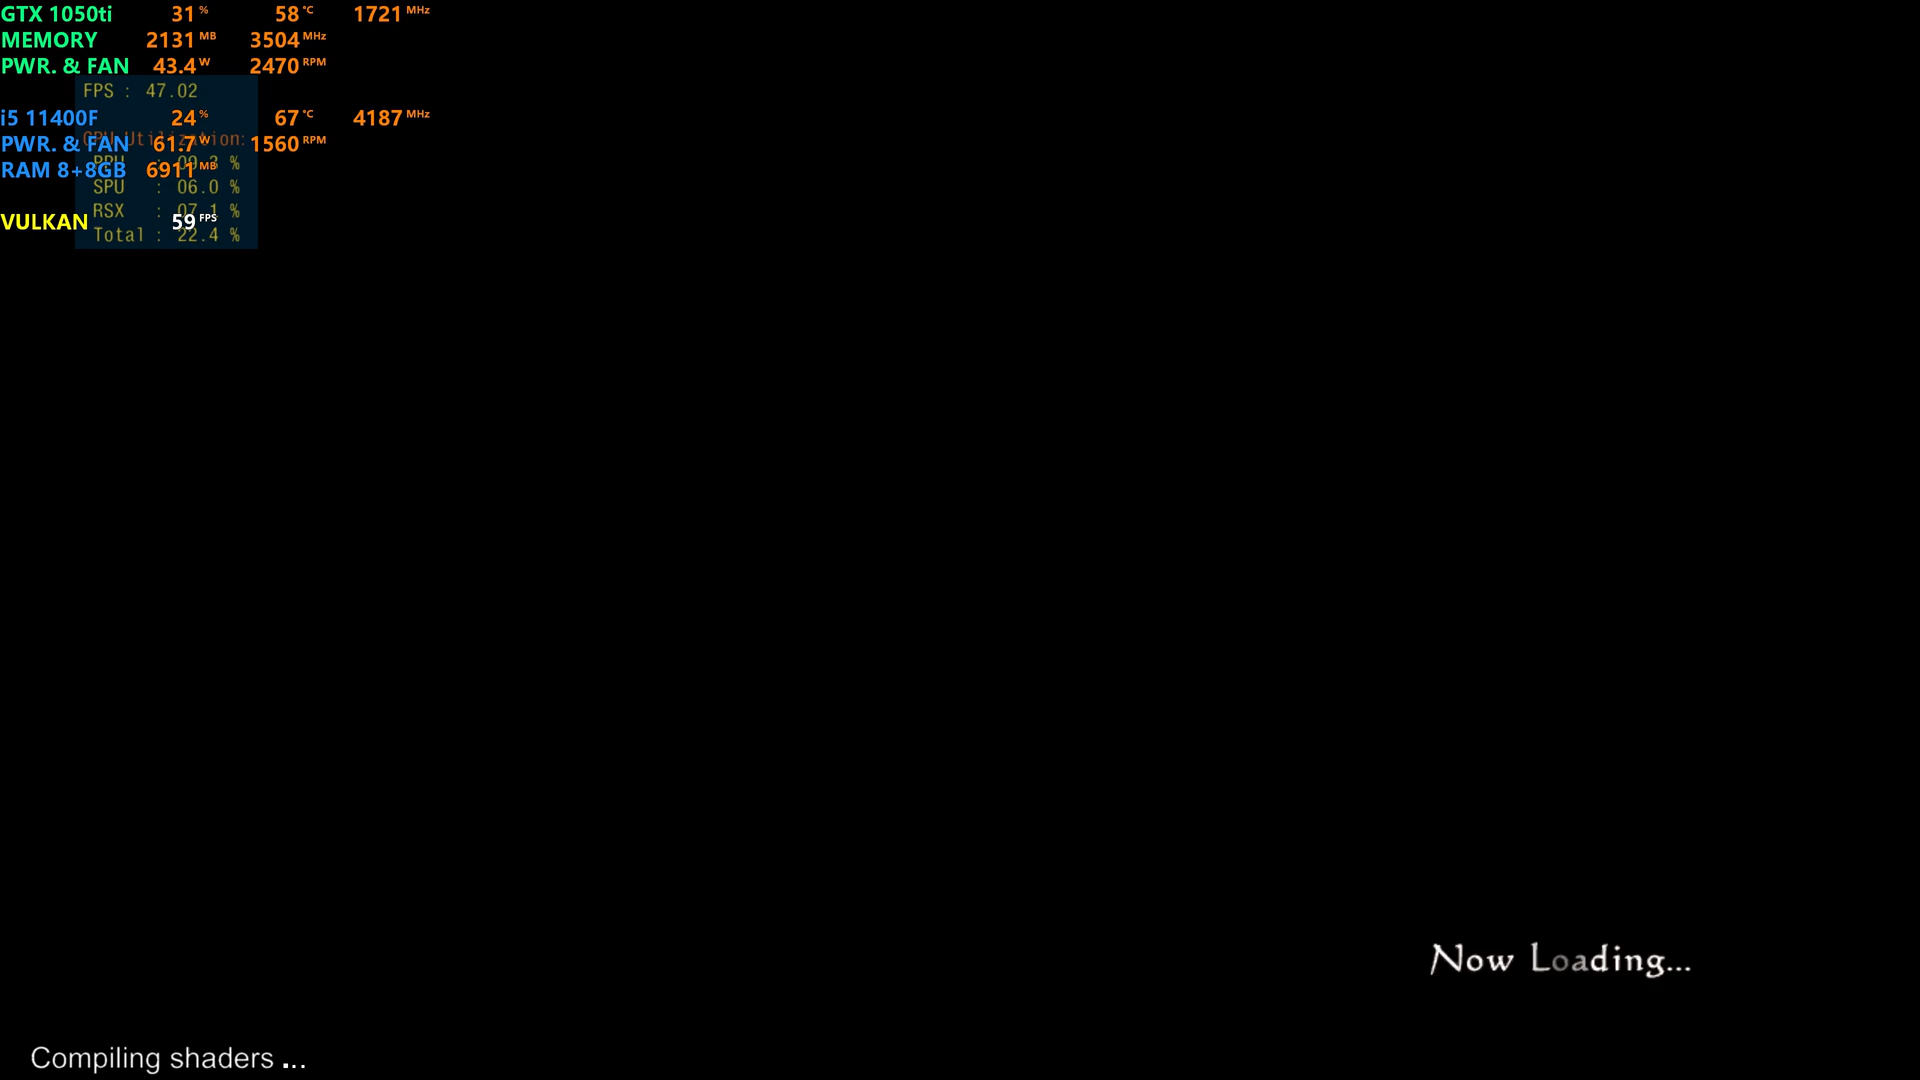 GTX 1050ti 31 % 58 °C 1721 MHz
MEMORY 2131 MB 3504 MHz
PWR. & FAN 43.4 W 2470 RPM
FPS : 47.02
i5 11400F 24 % 67 °C 4187 MHz
PWR. & FAN 61.7 W 1560 RPM
RAM 8+8GB 6911 MB
SPU : 06.0 %
RSX : 07.1 %
VULKAN 59 FPS
Total : 22.4 %
Now Loading...
Compiling shaders ...